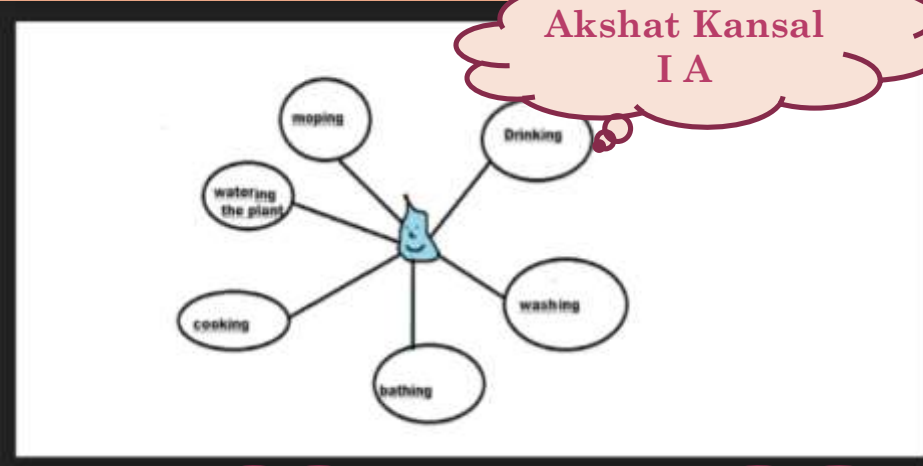 Akshat Kansal
I A
moping
Drinking
watering
the plant
washing
cooking
bathing